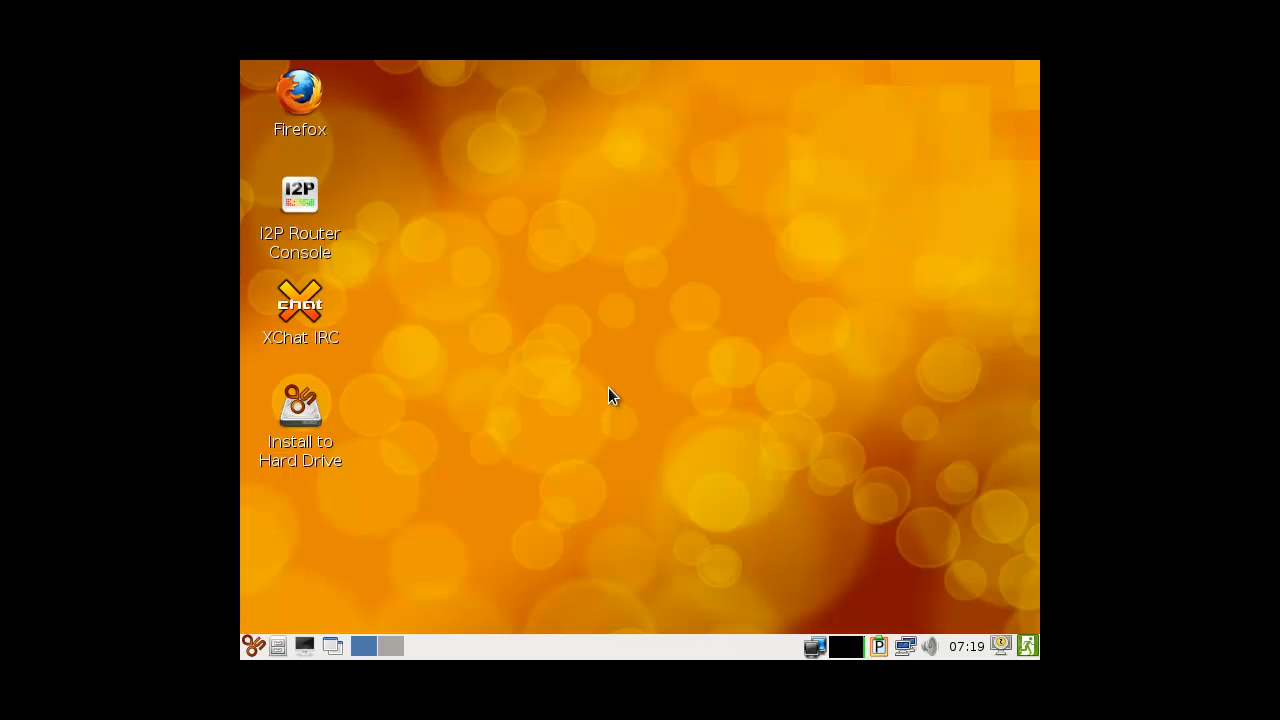 Firefox
I2P
I2P Router
Console
chat
XChat IRC
Install to
Hard Drive
P
07:19